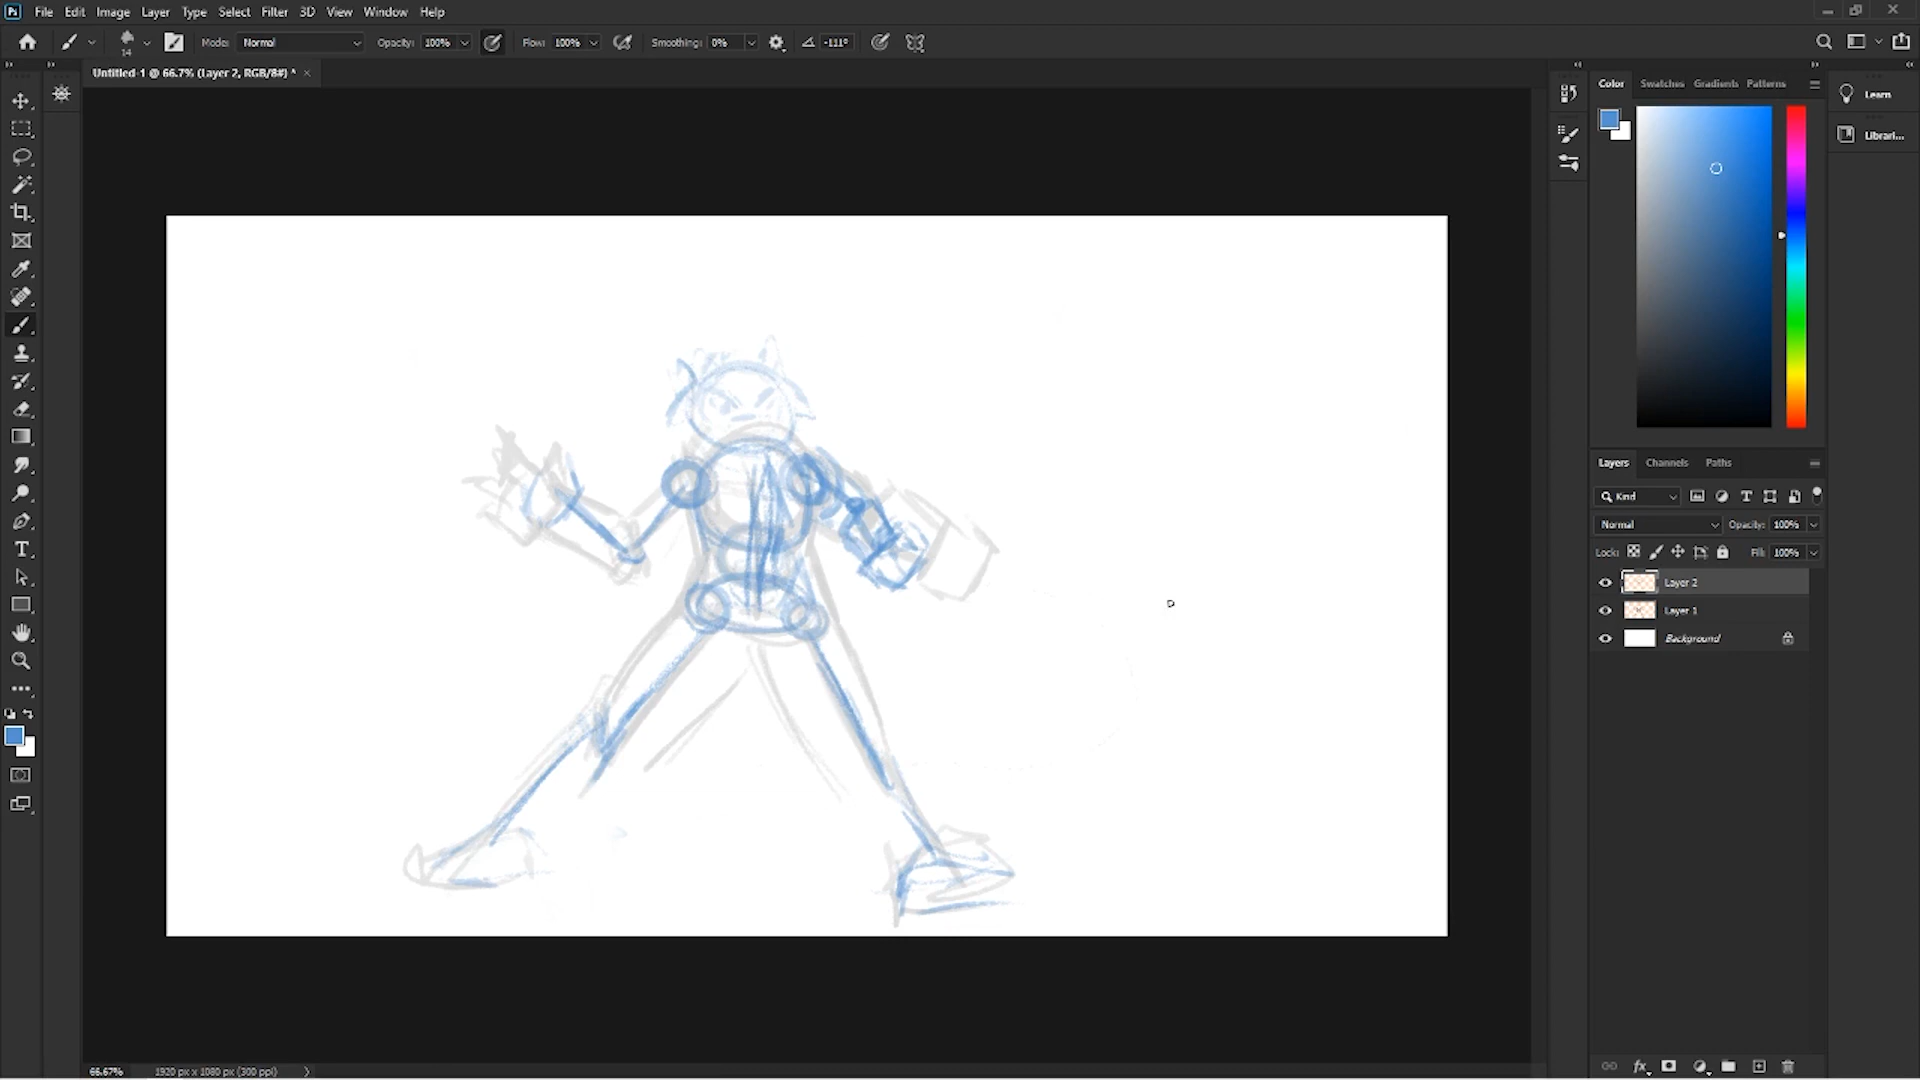 Ps File Edit Image Layer Type Select Filter 3D View Window Help
14 Mode: Normal Opacity: 100% Flow: 100% Smoothing: 0% -111°
Untitled-1 @ 66.7% (Layer 2, RGB/8#) * ×
Color Swatches Gradients Patterns
Learn
Librari...
Layers Channels Paths
Kind
Normal Opacity: 100%
Lock: Fill: 100%
Layer 2
Layer 1
Background
fx
66.67% 1920 px x 1080 px (300 ppi)